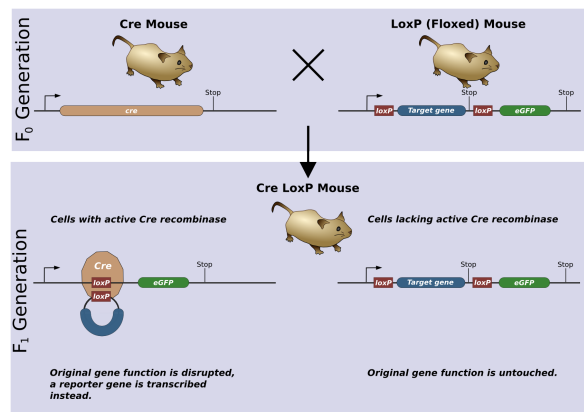 Cre Mouse
LoxP (Floxed) Mouse
F0 Generation
Stop
cre
Stop
Stop
loxP
Target gene
loxP
eGFP
Cre LoxP Mouse
F1 Generation
Cells with active Cre recombinase
Cells lacking active Cre recombinase
Cre
loxP
loxP
eGFP
Stop
Stop
Stop
loxP
Target gene
loxP
eGFP
Original gene function is disrupted,
a reporter gene is transcribed
instead.
Original gene function is untouched.